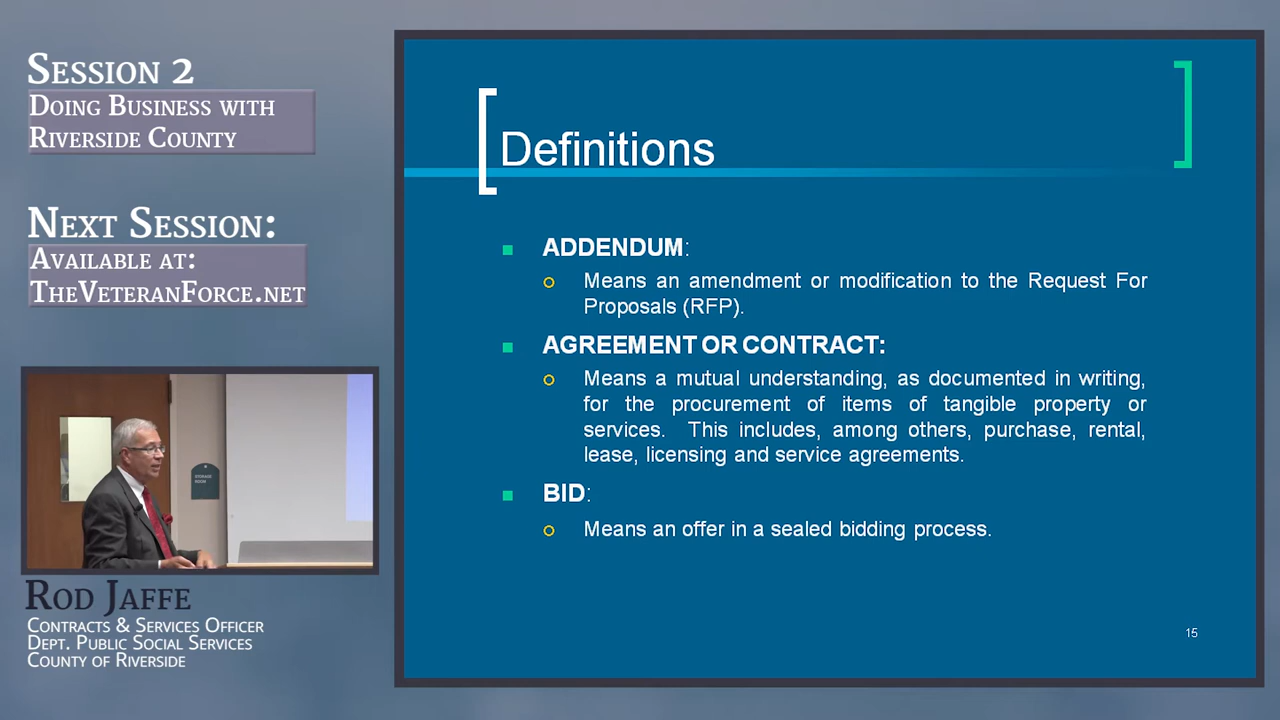 Session 2
Doing Business with
Riverside County
Next Session:
Available at:
TheVeteranForce.net
STORAGE
ROOM
Rod Jaffe
Contracts & Services Officer
Dept. Public Social Services
County of Riverside
Definitions
ADDENDUM:
Means an amendment or modification to the Request For
Proposals (RFP).
AGREEMENT OR CONTRACT:
Means a mutual understanding, as documented in writing,
for the procurement of items of tangible property or
services. This includes, among others, purchase, rental,
lease, licensing and service agreements.
BID:
Means an offer in a sealed bidding process.
15